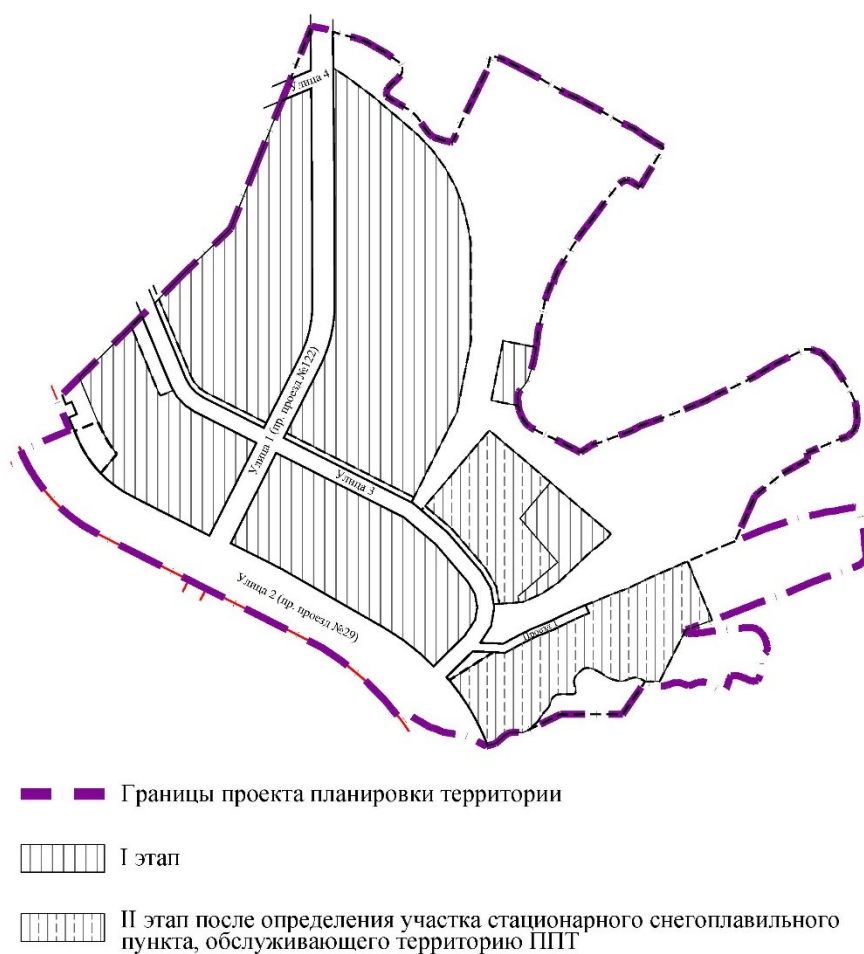 Улица 4
Улица 1 (пр. проезд №122)
Улица 3
Улица 2 (пр. проезд №29)
Проезд 1
Границы проекта планировки территории
I этап
II этап после определения участка стационарного снегоплавильного
пункта, обслуживающего территорию ППТ